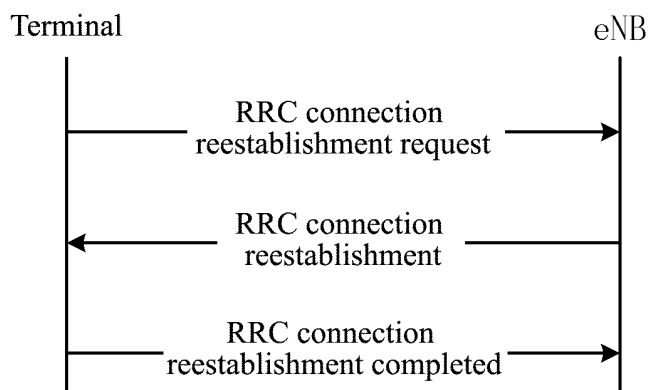 Terminal
eNB
RRC connection
reestablishment request
RRC connection
reestablishment
RRC connection
reestablishment completed